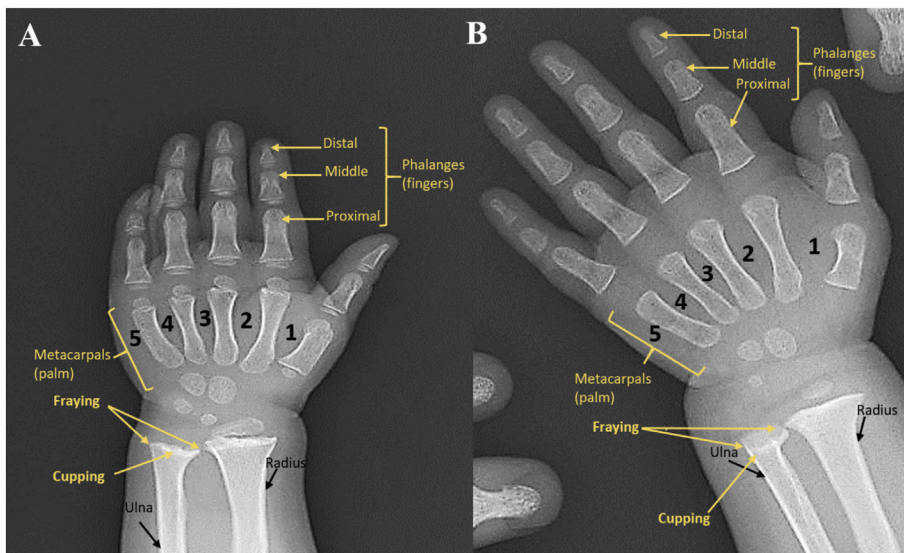 A
Distal
Middle
Proximal
Phalanges
(fingers)
5 4 3 2 1
Metacarpals
(palm)
Fraying
Cupping
Radius
Ulna
B
Distal
Middle
Proximal
Phalanges
(fingers)
1
2
3
4
5
Metacarpals
(palm)
Fraying
Ulna
Radius
Cupping